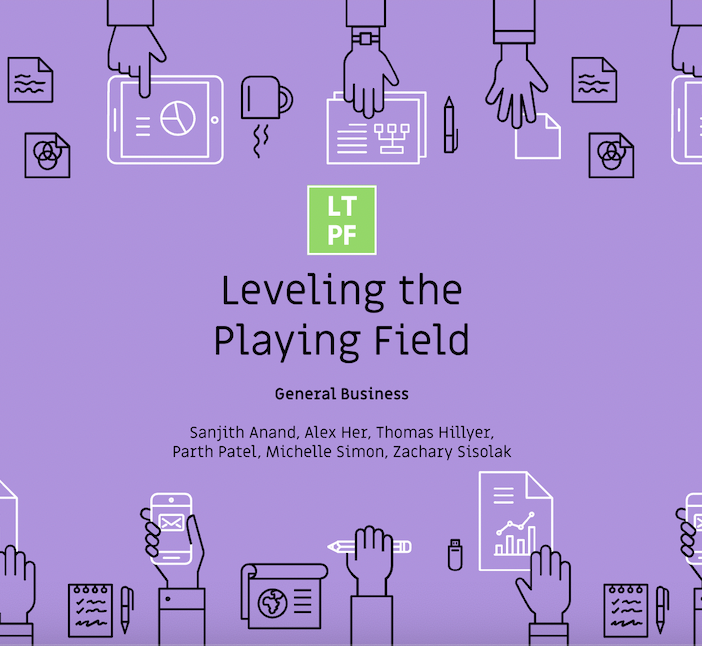 LT
PF
Leveling the
Playing Field
General Business
Sanjith Anand, Alex Her, Thomas Hillyer,
Parth Patel, Michelle Simon, Zachary Sisolak